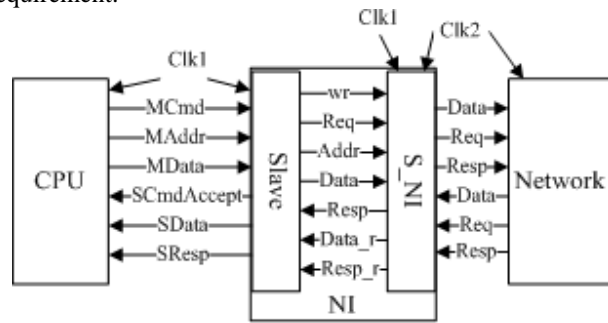 equirement.
Clk1
Clk1
Clk2
CPU
MCmd
MAddr
MData
SCmdAccept
SData
SResp
Slave
wr
Req
Addr
Data
Resp
Data_r
Resp_r
S_NI
NI
Data
Req
Resp
Data
Req
Resp
Network